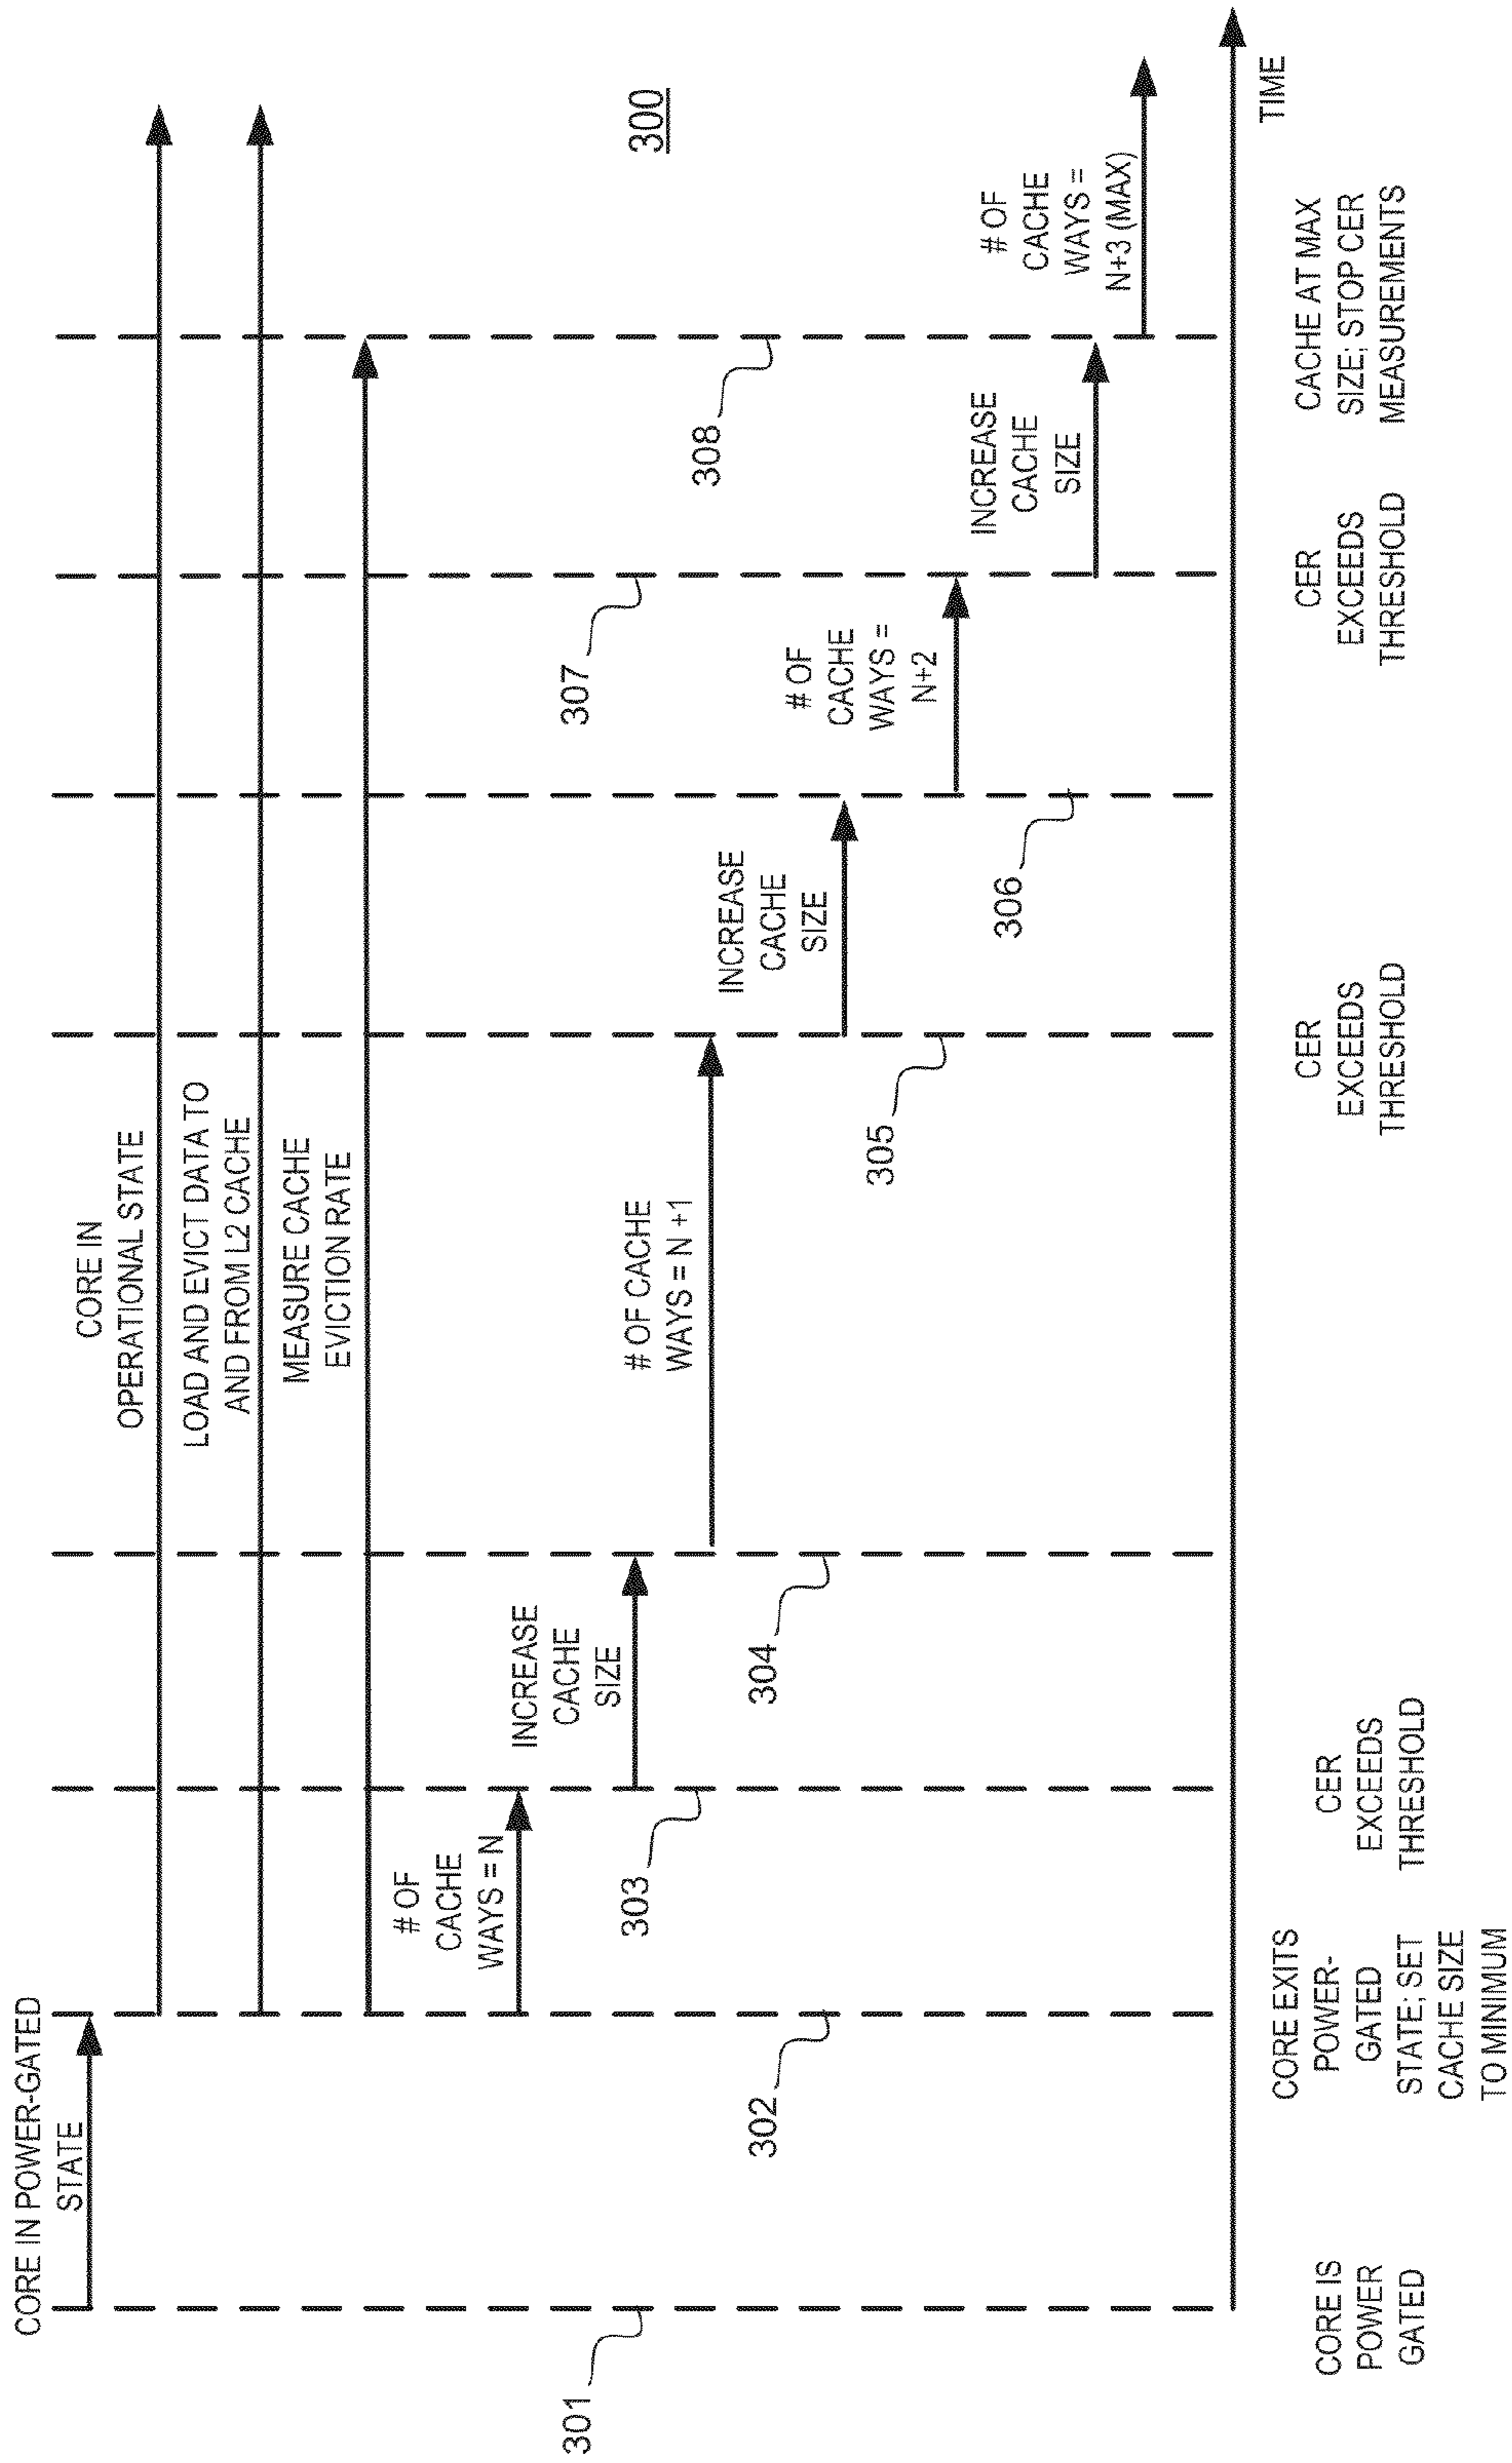 CORE IN POWER-GATED
STATE
CORE IN
OPERATIONAL STATE
LOAD AND EVICT DATA TO
AND FROM L2 CACHE
MEASURE CACHE
EVICTION RATE
# OF
CACHE
WAYS = N
INCREASE
CACHE
SIZE
# OF CACHE
WAYS = N +1
INCREASE
CACHE
SIZE
# OF
CACHE
WAYS =
N+2
INCREASE
CACHE
SIZE
# OF
CACHE
WAYS =
N+3 (MAX)
300
301
302
303
304
305
306
307
308
TIME
CORE IS
POWER
GATED
CORE EXITS
POWER-
GATED
STATE; SET
CACHE SIZE
TO MINIMUM
CER
EXCEEDS
THRESHOLD
CER
EXCEEDS
THRESHOLD
CER
EXCEEDS
THRESHOLD
CACHE AT MAX
SIZE; STOP CER
MEASUREMENTS